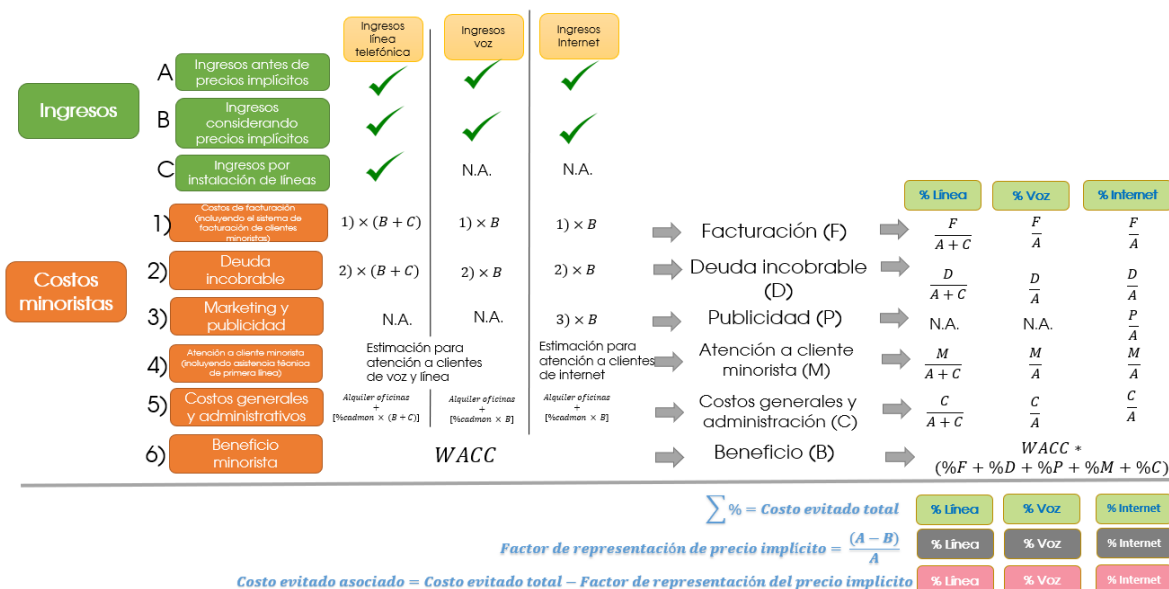 Ingresos
línea
telefónica
Ingresos
voz
Ingresos
Internet
Ingresos
A
Ingresos antes de
precios implícitos
B
Ingresos
considerando
precios implícitos
C
Ingresos por
instalación de líneas
N.A.
N.A.
% Línea
% Voz
% Internet
Costos
minoristas
1)
Costos de facturación
(incluyendo el sistema de
facturación de clientes
minoristas)
1) × (B + C)
1) × B
1) × B
Facturación (F)
F
A + C
F
A
F
A
2)
Deuda
incobrable
2) × (B + C)
2) × B
2) × B
Deuda incobrable
(D)
D
A + C
D
A
D
A
3)
Marketing y
publicidad
N.A.
N.A.
3) × B
Publicidad (P)
N.A.
N.A.
P
A
4)
Atención a cliente minorista
(incluyendo asistencia técnica
de primera línea)
Estimación para
atención a clientes
de voz y línea
Estimación para
atención a clientes
de internet
Atención a cliente
minorista (M)
M
A + C
M
A
M
A
5)
Costos generales
y administrativos
Alquiler oficinas
+
[%cadmon × (B + C)]
Alquiler oficinas
+
[%cadmon × B]
Alquiler oficinas
+
[%cadmon × B]
Costos generales y
administración (C)
C
A + C
C
A
C
A
6)
Beneficio
minorista
WACC
Beneficio (B)
WACC *
(%F + %D + %P + %M + %C)
∑ % = Costo evitado total
% Línea
% Voz
% Internet
Factor de representación de precio implícito = (A − B)
A
% Línea
% Voz
% Internet
Costo evitado asociado = Costo evitado total − Factor de representación del precio implicito
% Línea
% Voz
% Internet